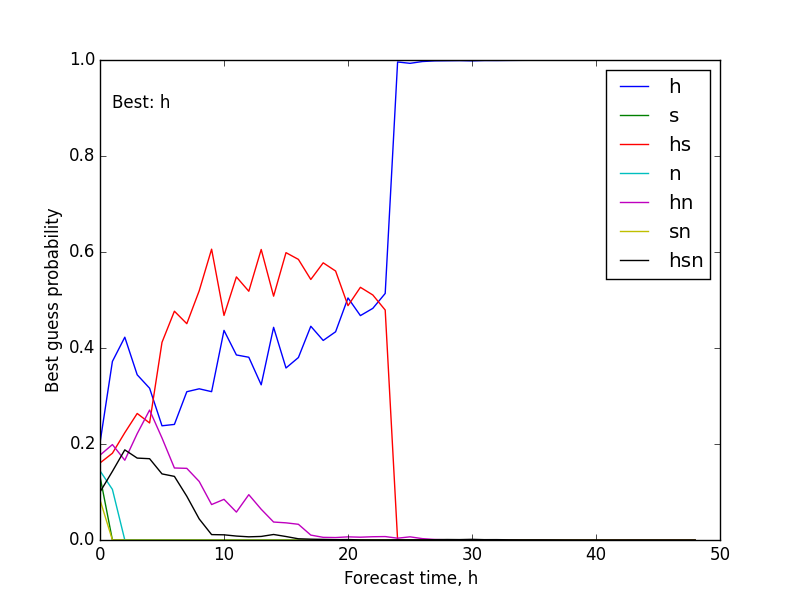 1.0
0.8
0.6
0.4
0.2
0.0
Best guess probability
Best: h
h
s
hs
n
hn
sn
hsn
0 10 20 30 40 50
Forecast time, h